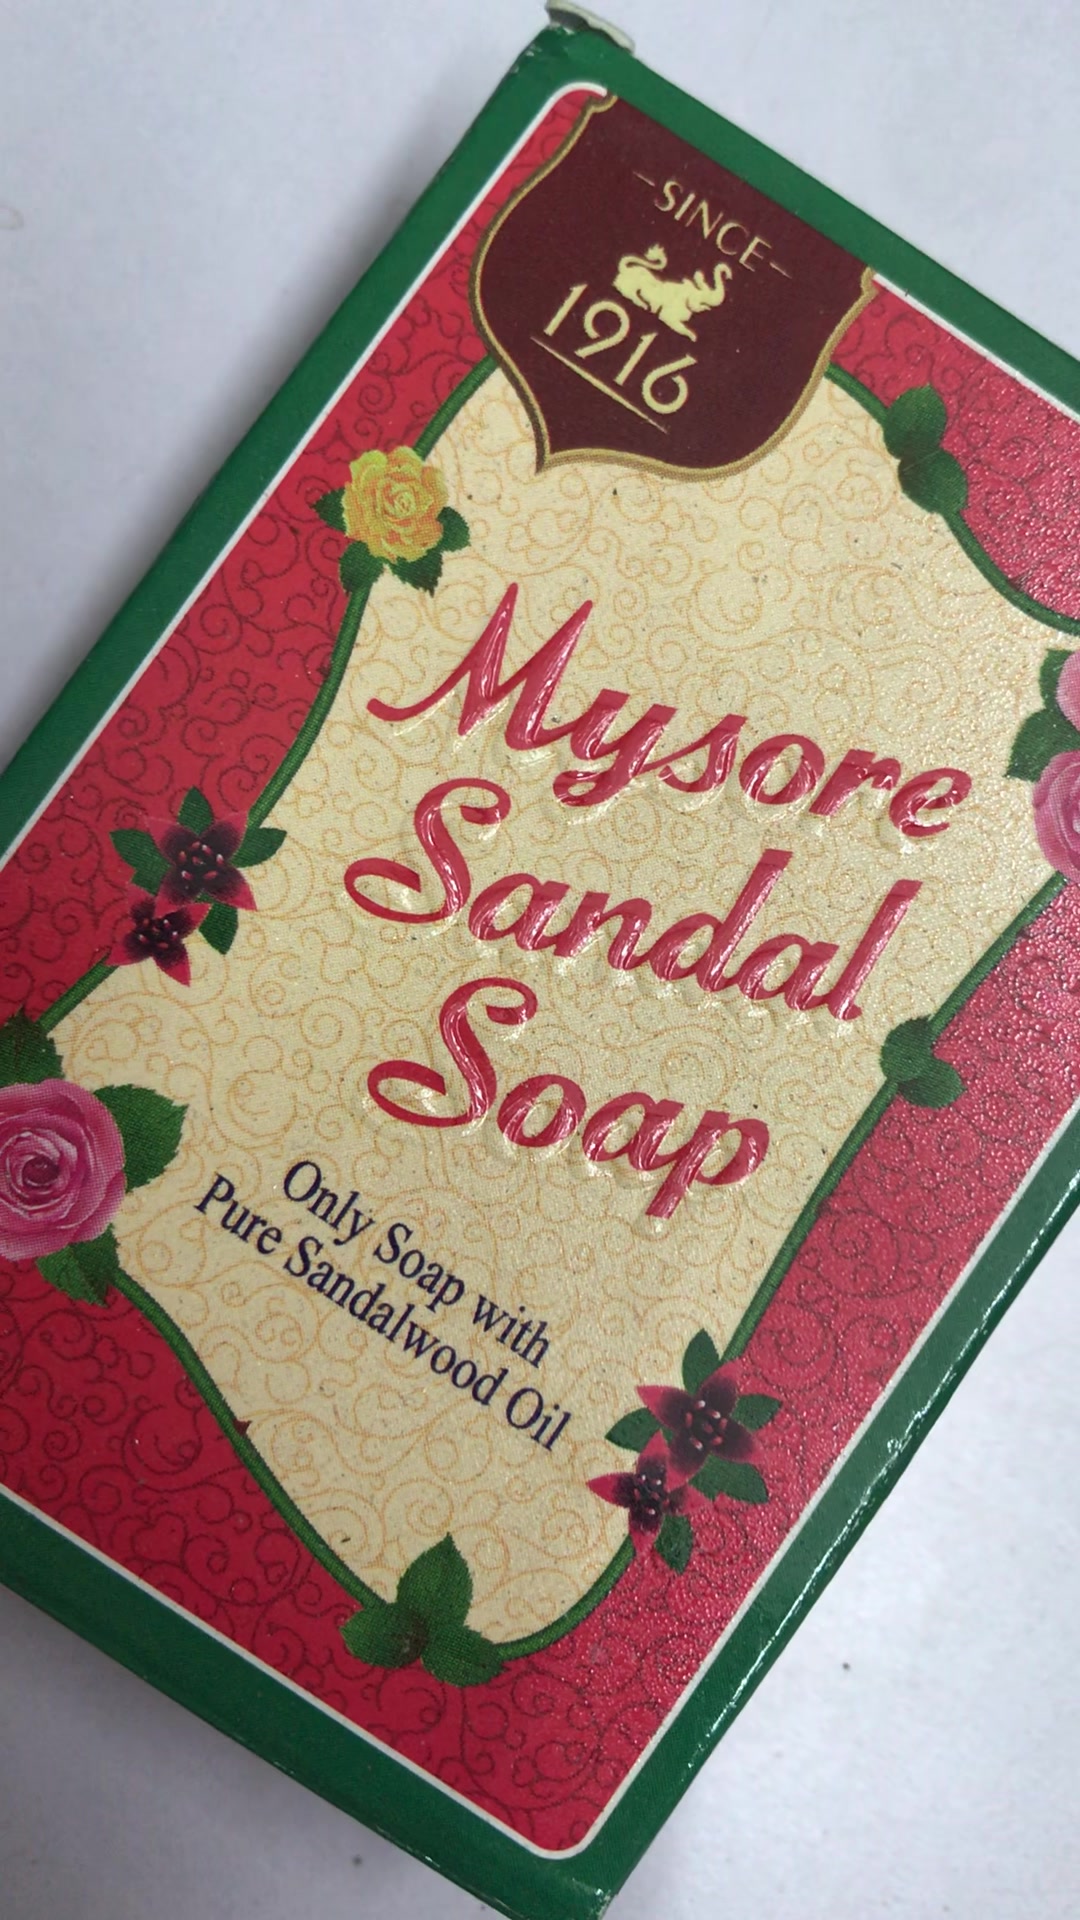 -SINCE-
1916
Mysore
Sandal
Soap
Only Soap with
Pure Sandalwood Oil